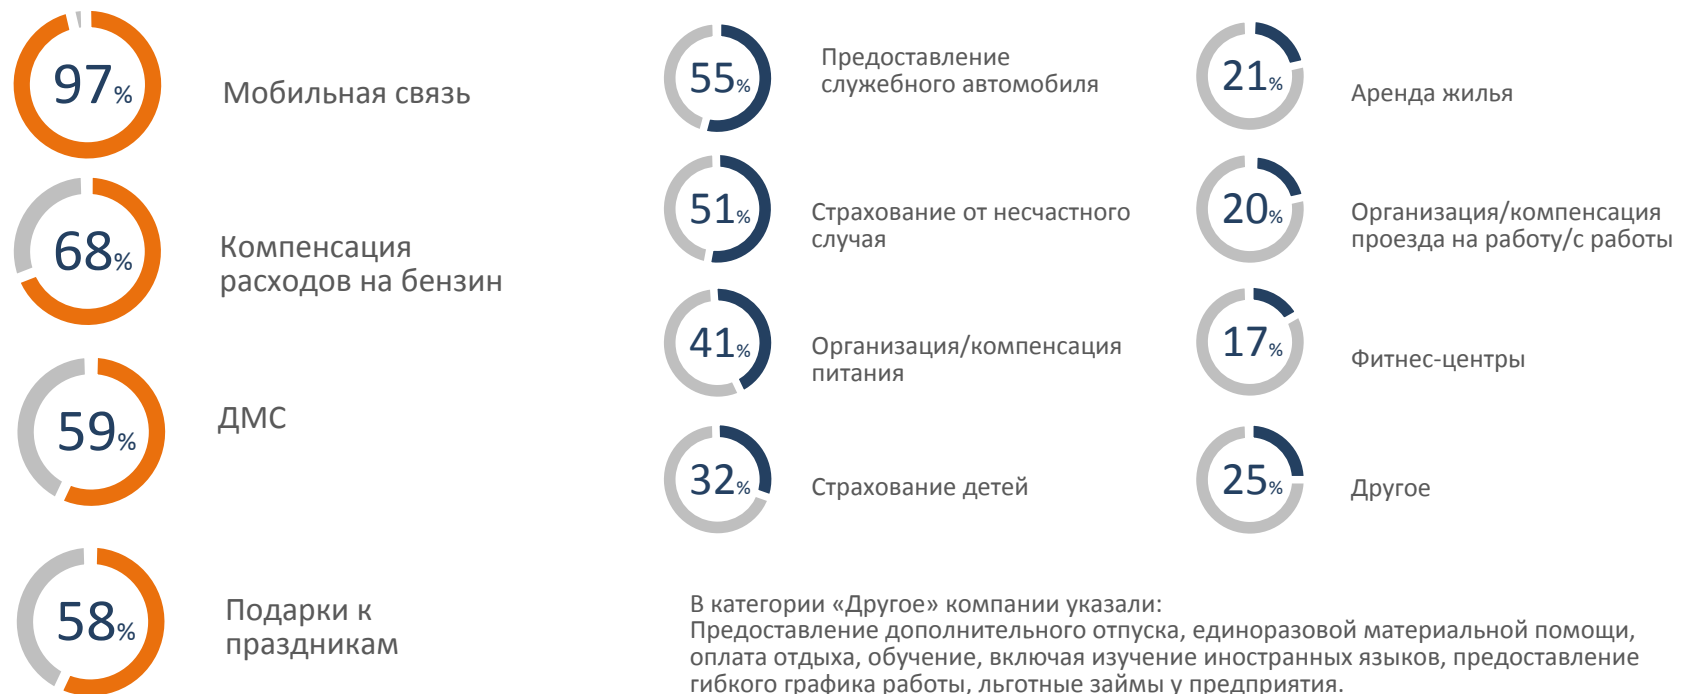 97%
Мобильная связь
68%
Компенсация
расходов на бензин
59%
ДМС
58%
Подарки к
праздникам
55%
Предоставление
служебного автомобиля
51%
Страхование от несчастного
случая
41%
Организация/компенсация
питания
32%
Страхование детей
21%
Аренда жилья
20%
Организация/компенсация
проезда на работу/с работы
17%
Фитнес-центры
25%
Другое
В категории «Другое» компании указали:
Предоставление дополнительного отпуска, единоразовой материальной помощи,
оплата отдыха, обучение, включая изучение иностранных языков, предоставление
гибкого графика работы, льготные займы у предприятия.